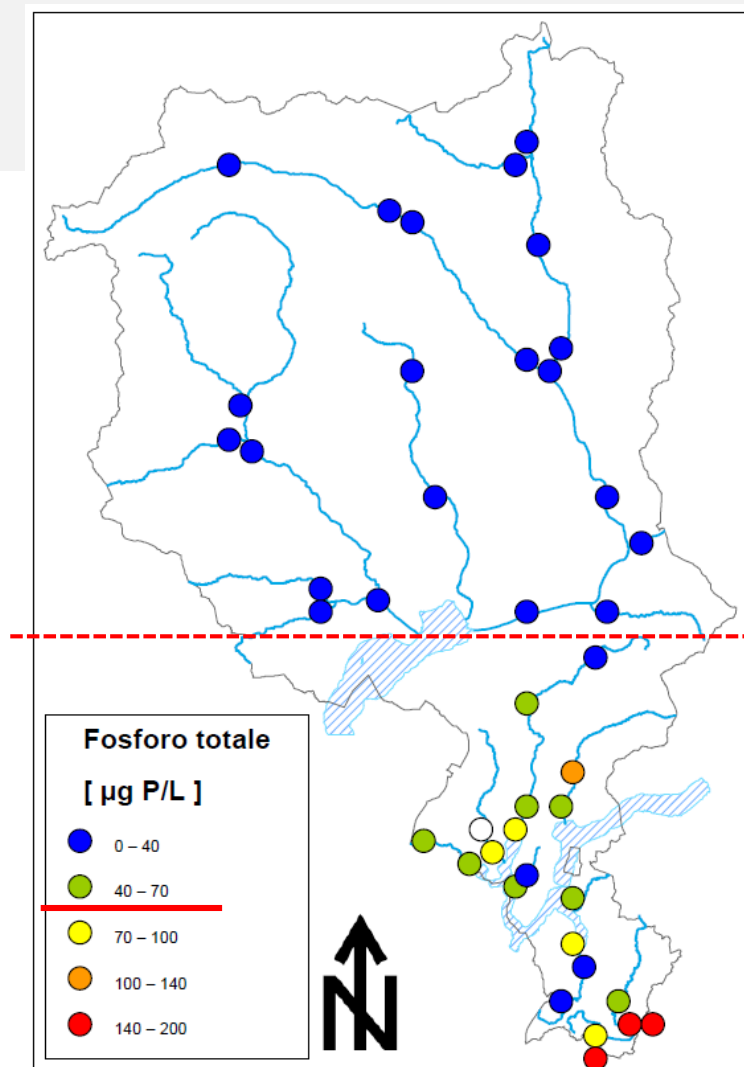 Fosforo totale
[ µg P/L ]
0 – 40
40 – 70
70 – 100
100 – 140
140 – 200
N